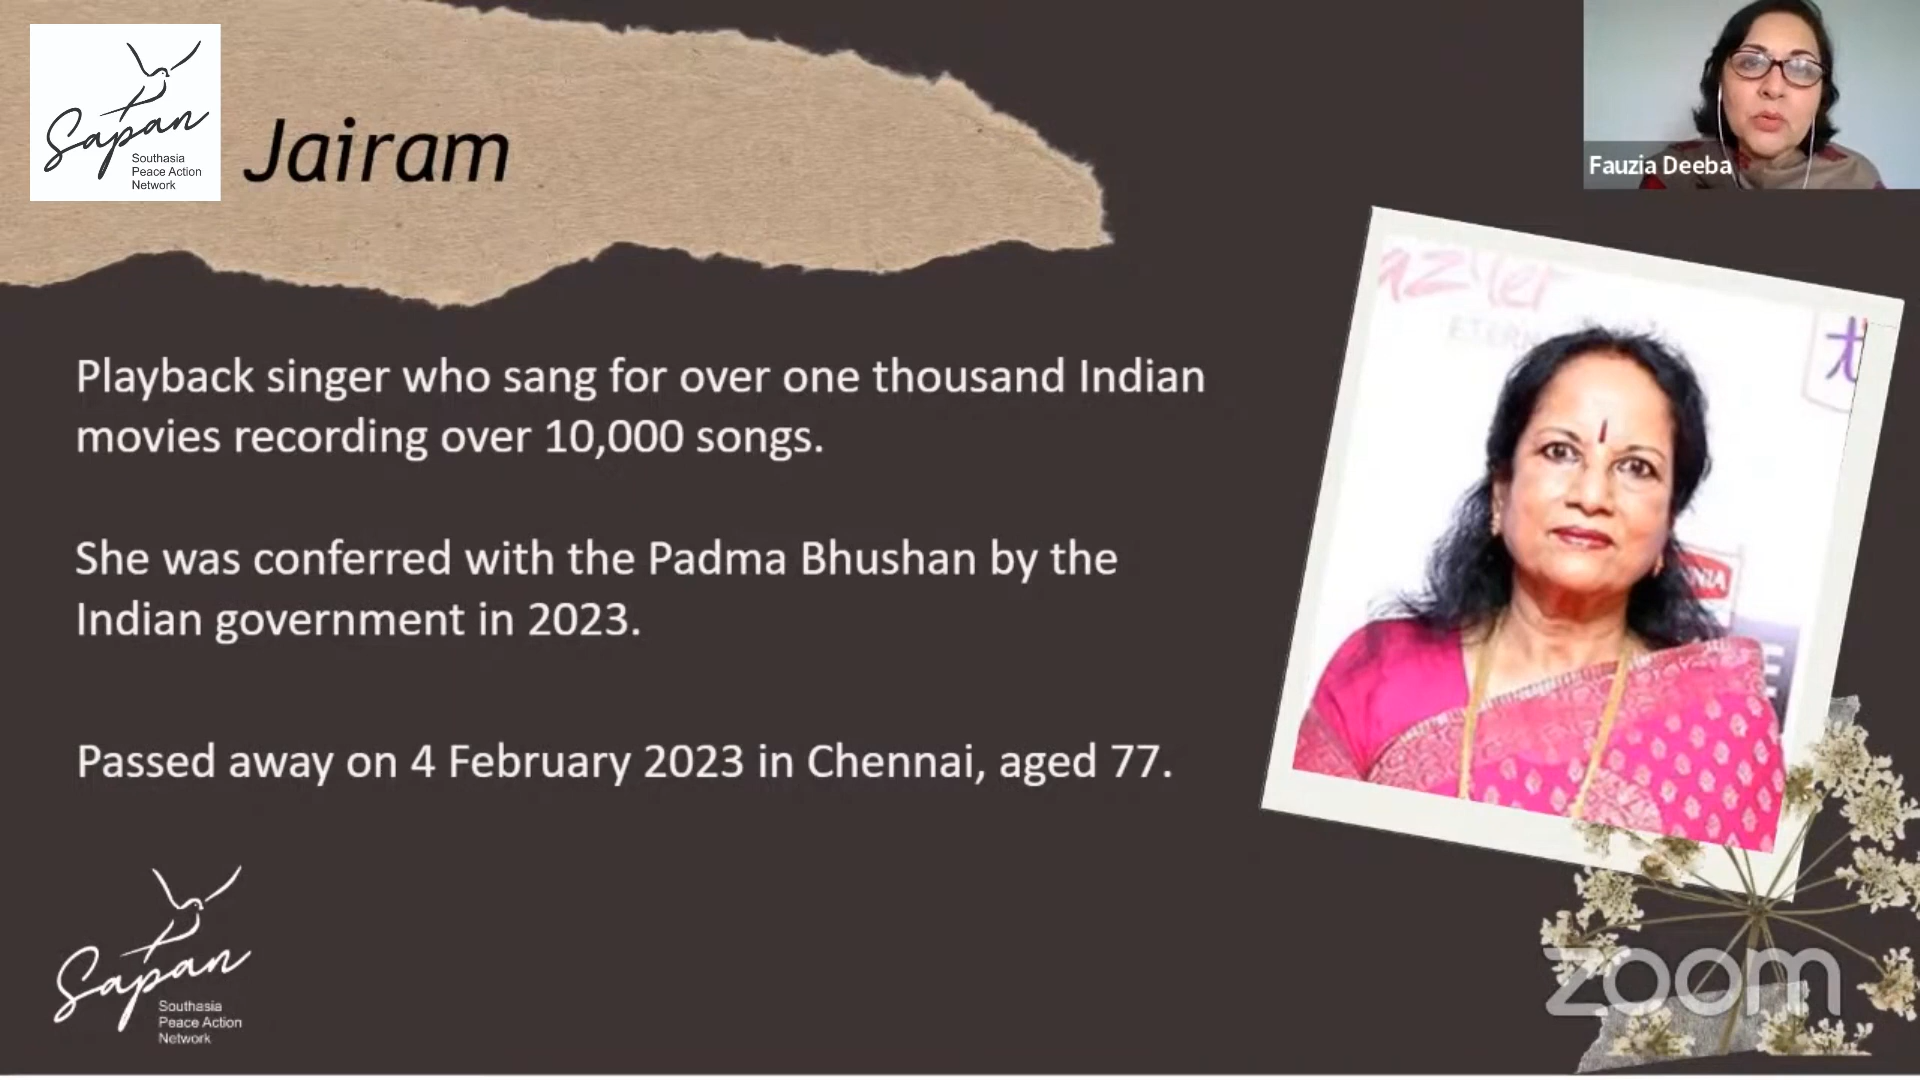 Sapan
Southasia
Peace Action
Network
Jairam
Fauzia Deeba
Playback singer who sang for over one thousand Indian
movies recording over 10,000 songs.
She was conferred with the Padma Bhushan by the
Indian government in 2023.
Passed away on 4 February 2023 in Chennai, aged 77.
Sapan
Southasia
Peace Action
Network
zoom